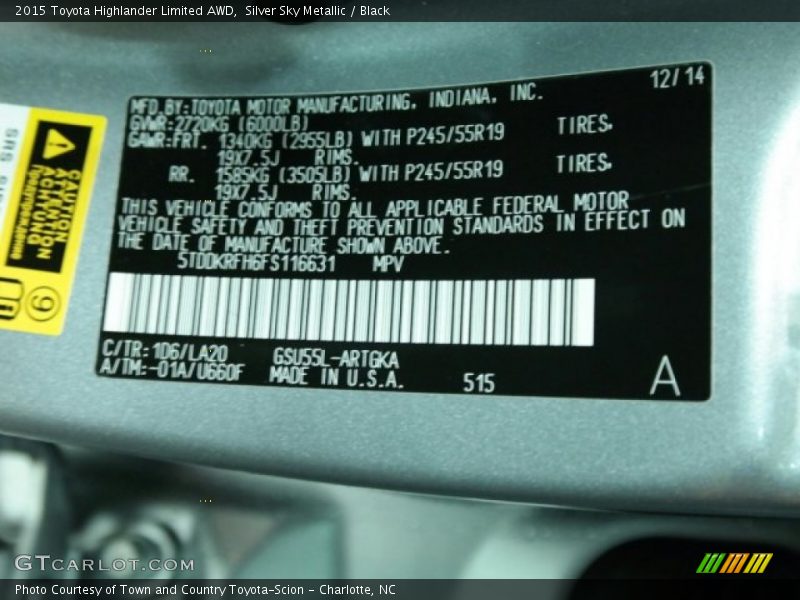 2015 Toyota Highlander Limited AWD, Silver Sky Metallic / Black
12/14
MFD.BY:TOYOTA MOTOR MANUFACTURING, INDIANA, INC.
GVWR:2720KG (6000LB)
GAWR:FRT. 1340KG (2955LB) WITH P245/55R19 TIRES.
19X7.5J RIMS.
RR. 1585KG (3505LB) WITH P245/55R19 TIRES.
19X7.5J RIMS.
THIS VEHICLE CONFORMS TO ALL APPLICABLE FEDERAL MOTOR
VEHICLE SAFETY AND THEFT PREVENTION STANDARDS IN EFFECT ON
THE DATE OF MANUFACTURE SHOWN ABOVE.
5TDDKRFH6FS116631 MPV
C/TR:1D6/LA20 GSU55L-ARTGKA
A/TM:-01A/U660F MADE IN U.S.A. 515
A
CAUTION
ATTENTION
ACHTUNG
9
GTCARLOT.COM
Photo Courtesy of Town and Country Toyota-Scion - Charlotte, NC